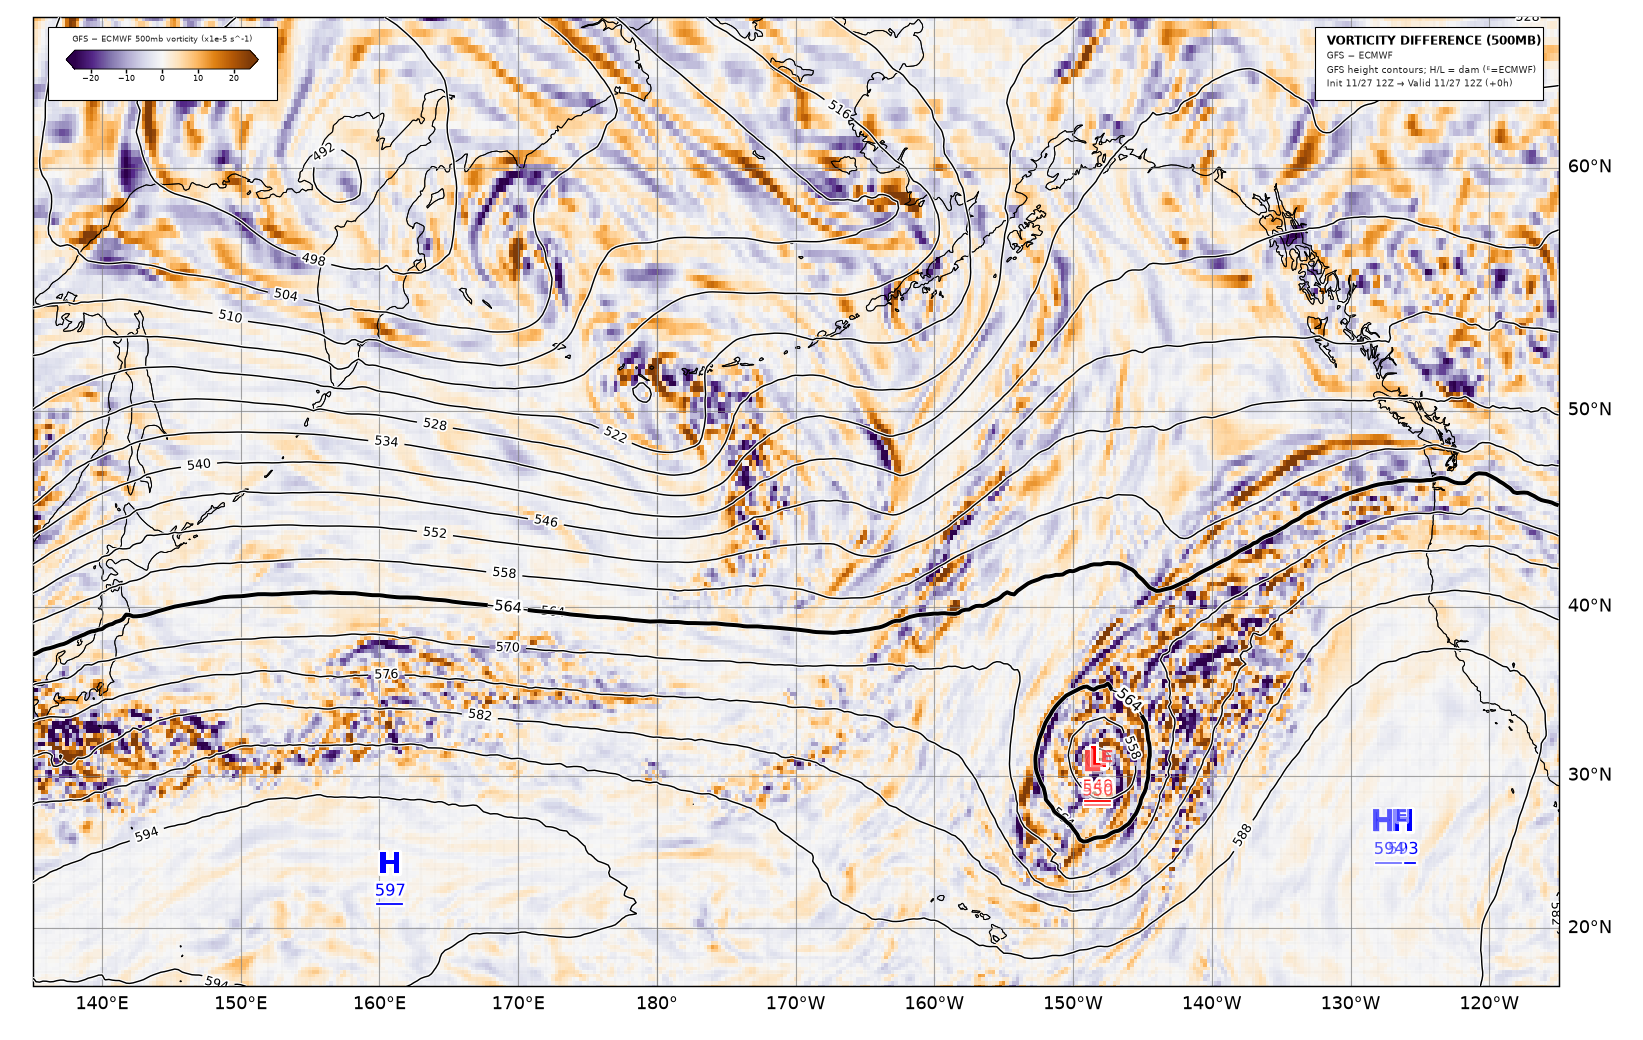 GFS − ECMWF 500mb vorticity (x1e-5 s^-1)
−20 −10 0 10 20
VORTICITY DIFFERENCE (500MB)
GFS − ECMWF
GFS height contours; H/L = dam (ᴱ=ECMWF)
Init 11/27 12Z → Valid 11/27 12Z (+0h)
528
516
492
60°N
498
504
510
50°N
528
522
534
540
546
552
558
564
564
40°N
570
576
564
582
558
L
30°N
594
588
H
597
H H
593
582
20°N
594
140°E 150°E 160°E 170°E 180° 170°W 160°W 150°W 140°W 130°W 120°W